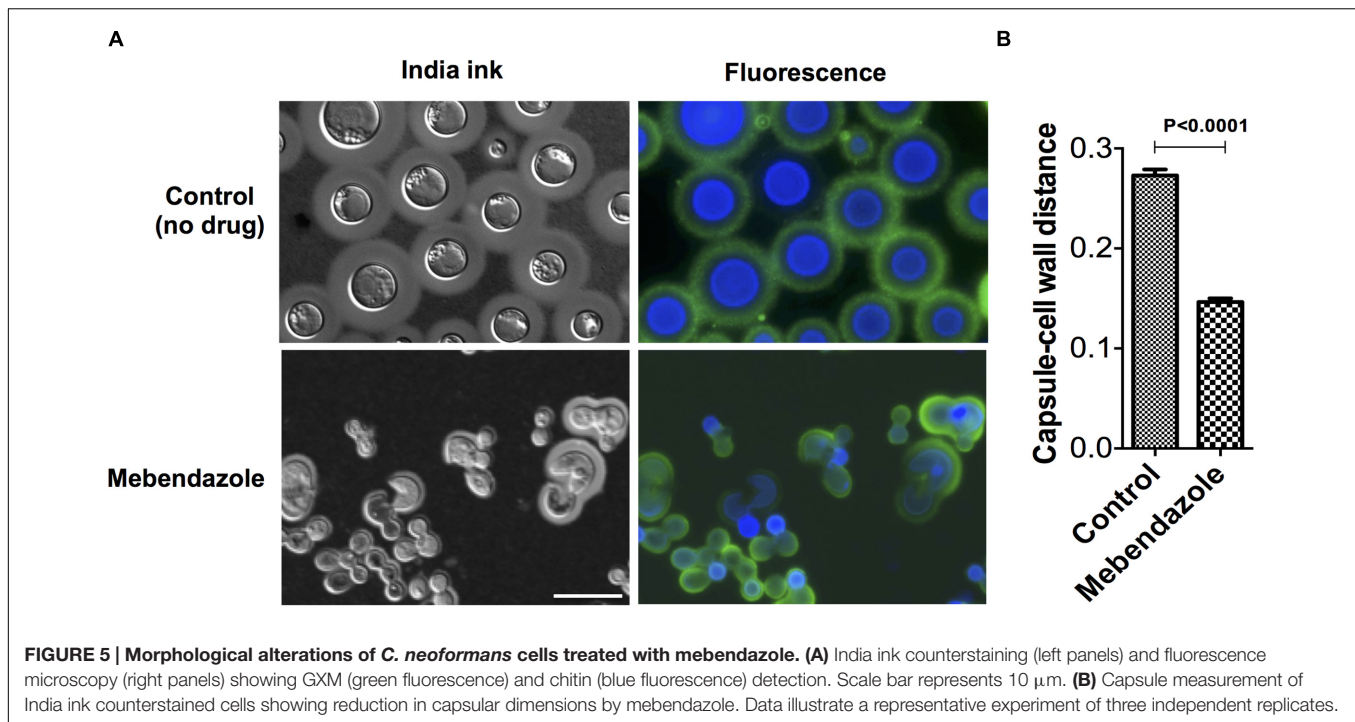 A
B
India ink
Fluorescence
Control
(no drug)
Mebendazole
P<0.0001
Capsule-cell wall distance
0.3
0.2
0.1
0.0
Control
Mebendazole
FIGURE 5 | Morphological alterations of C. neoformans cells treated with mebendazole. (A) India ink counterstaining (left panels) and fluorescence
microscopy (right panels) showing GXM (green fluorescence) and chitin (blue fluorescence) detection. Scale bar represents 10 μm. (B) Capsule measurement of
India ink counterstained cells showing reduction in capsular dimensions by mebendazole. Data illustrate a representative experiment of three independent replicates.